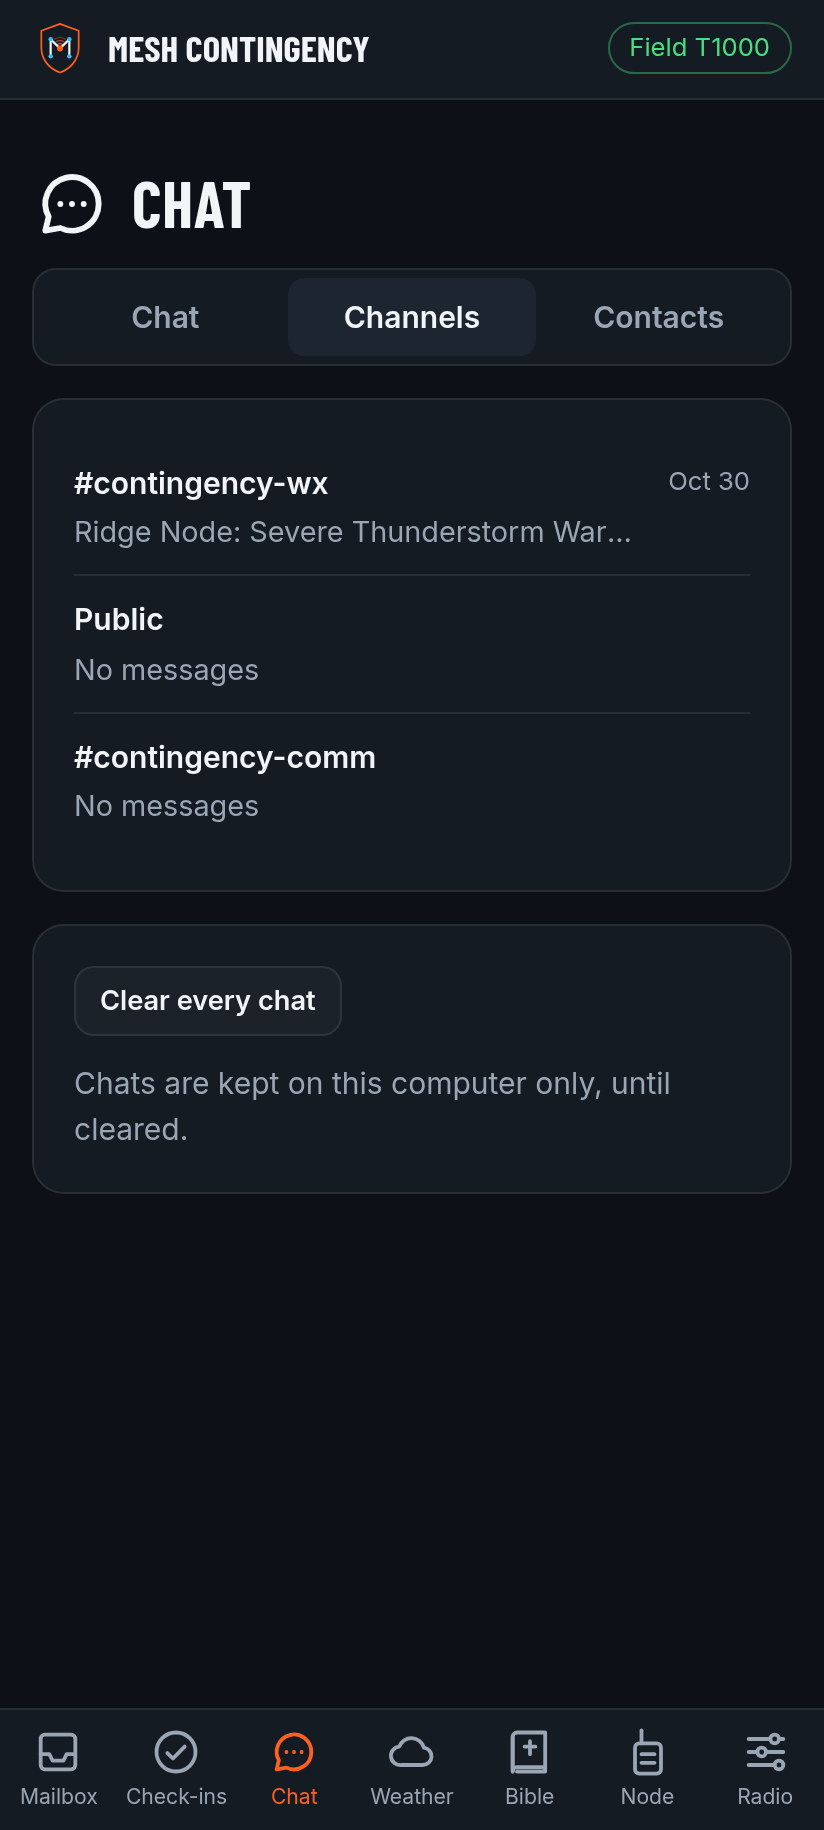 MESH CONTINGENCY
Field T1000
CHAT
Chat
Channels
Contacts
#contingency-wx
Oct 30
Ridge Node: Severe Thunderstorm War...
Public
No messages
#contingency-comm
No messages
Clear every chat
Chats are kept on this computer only, until
cleared.
Mailbox
Check-ins
Chat
Weather
Bible
Node
Radio